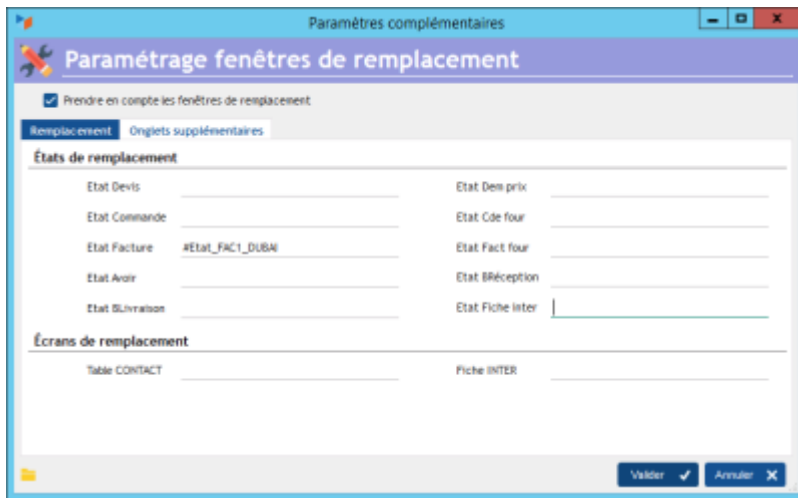 Paramètres complémentaires
Paramétrage fenêtres de remplacement
Prendre en compte les fenêtres de remplacement
Remplacement Onglets supplémentaires
États de remplacement
Etat Devis Etat Dem prix
Etat Commande Etat Cde four
Etat Facture #Etat_FAC1_DUBAI Etat Fact four
Etat Avoir Etat BRéception
Etat BLivraison Etat Fiche Inter
Écrans de remplacement
Table CONTACT Fiche INTER
Valider Annuler